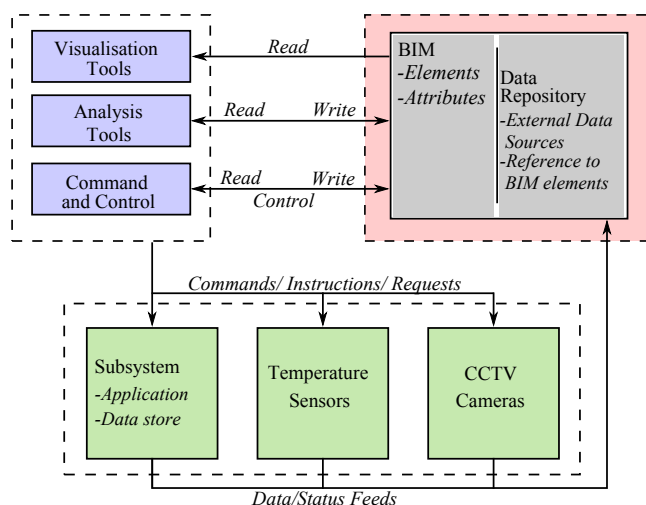 Visualisation
Tools
Analysis
Tools
Command
and Control
Read
Read Write
Read Write
Control
BIM
-Elements
-Attributes
Data
Repository
-External Data
Sources
-Reference to
BIM elements
Commands/ Instructions/ Requests
Subsystem
-Application
-Data store
Temperature
Sensors
CCTV
Cameras
Data/Status Feeds